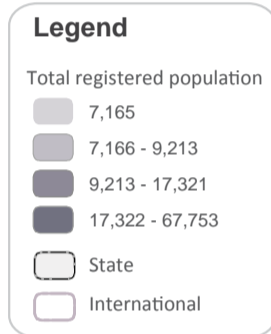 Legend
Total registered population
7,165
7,166 - 9,213
9,213 - 17,321
17,322 - 67,753
State
International